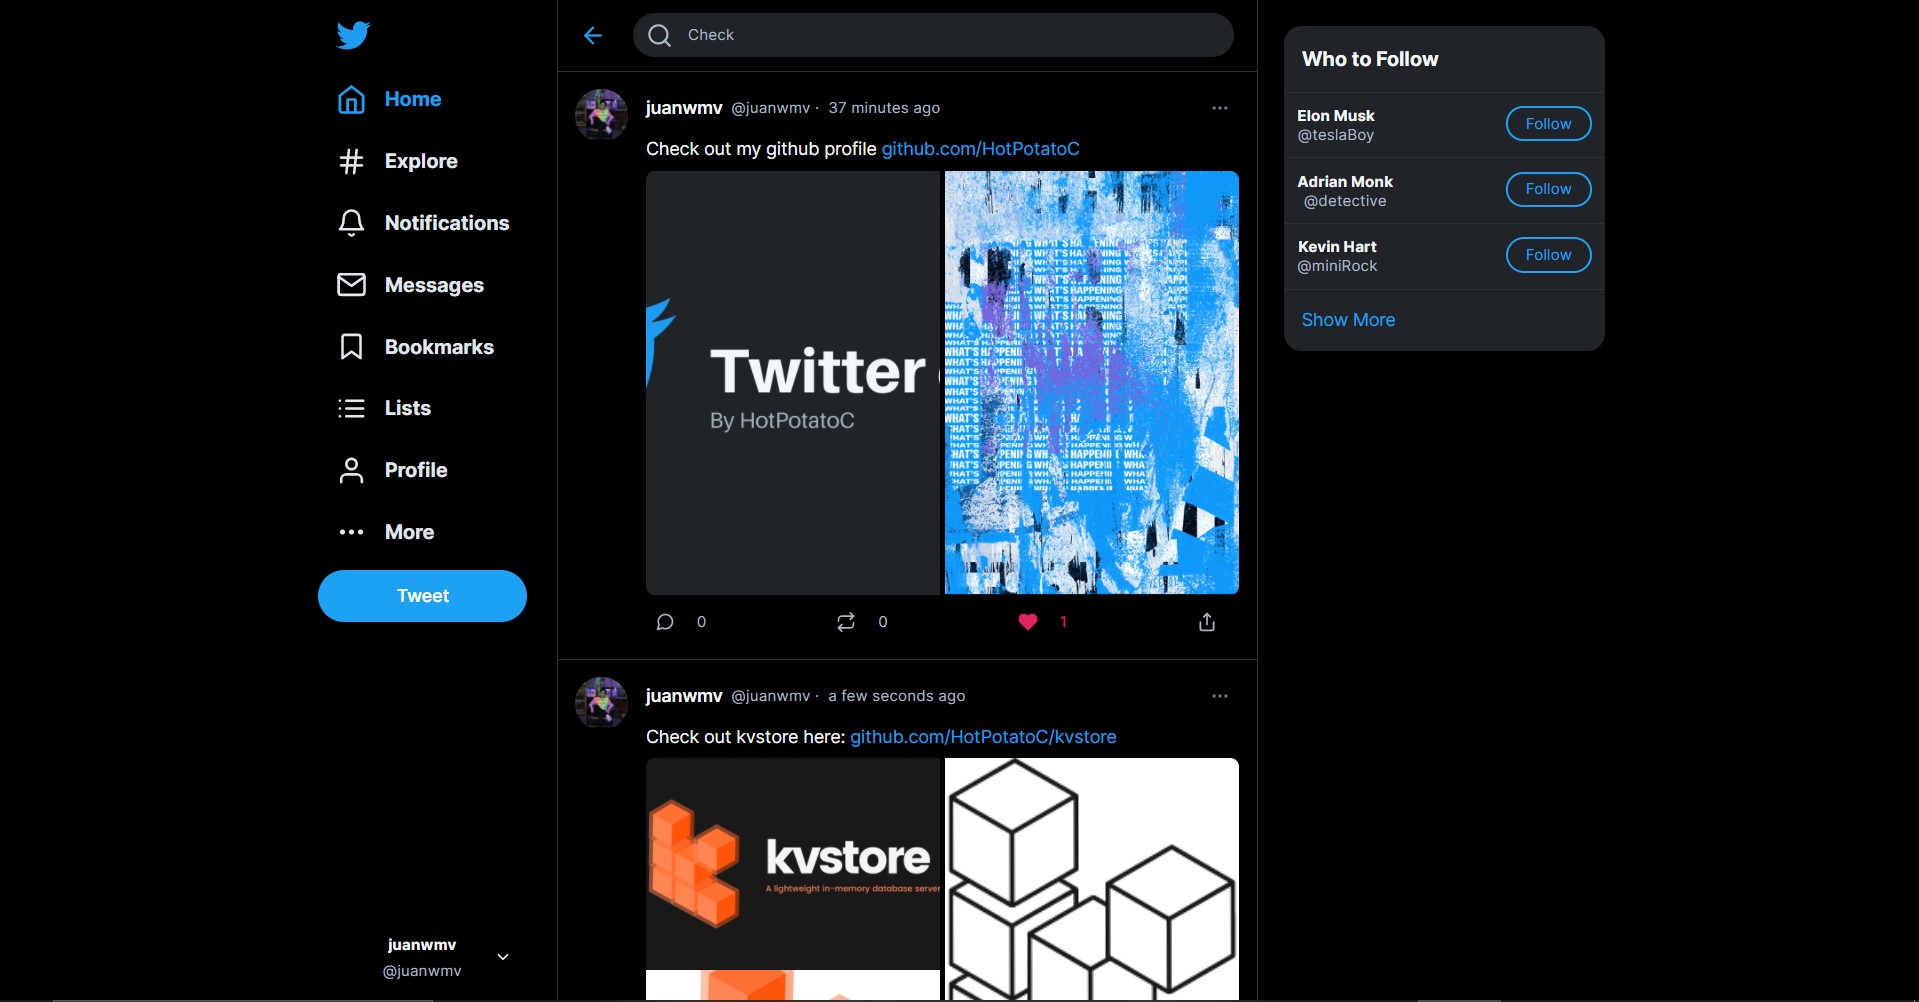 Home
Explore
Notifications
Messages
Bookmarks
Lists
Profile
More
Tweet
juanwmv
@juanwmv
Check
juanwmv @juanwmv · 37 minutes ago
Check out my github profile github.com/HotPotatoC
Twitter
By HotPotatoC
WHAT'S HAPPENING
0
0
1
juanwmv @juanwmv · a few seconds ago
Check out kvstore here: github.com/HotPotatoC/kvstore
kvstore
A lightweight in-memory database server
Who to Follow
Elon Musk
@teslaBoy
Follow
Adrian Monk
@detective
Follow
Kevin Hart
@miniRock
Follow
Show More